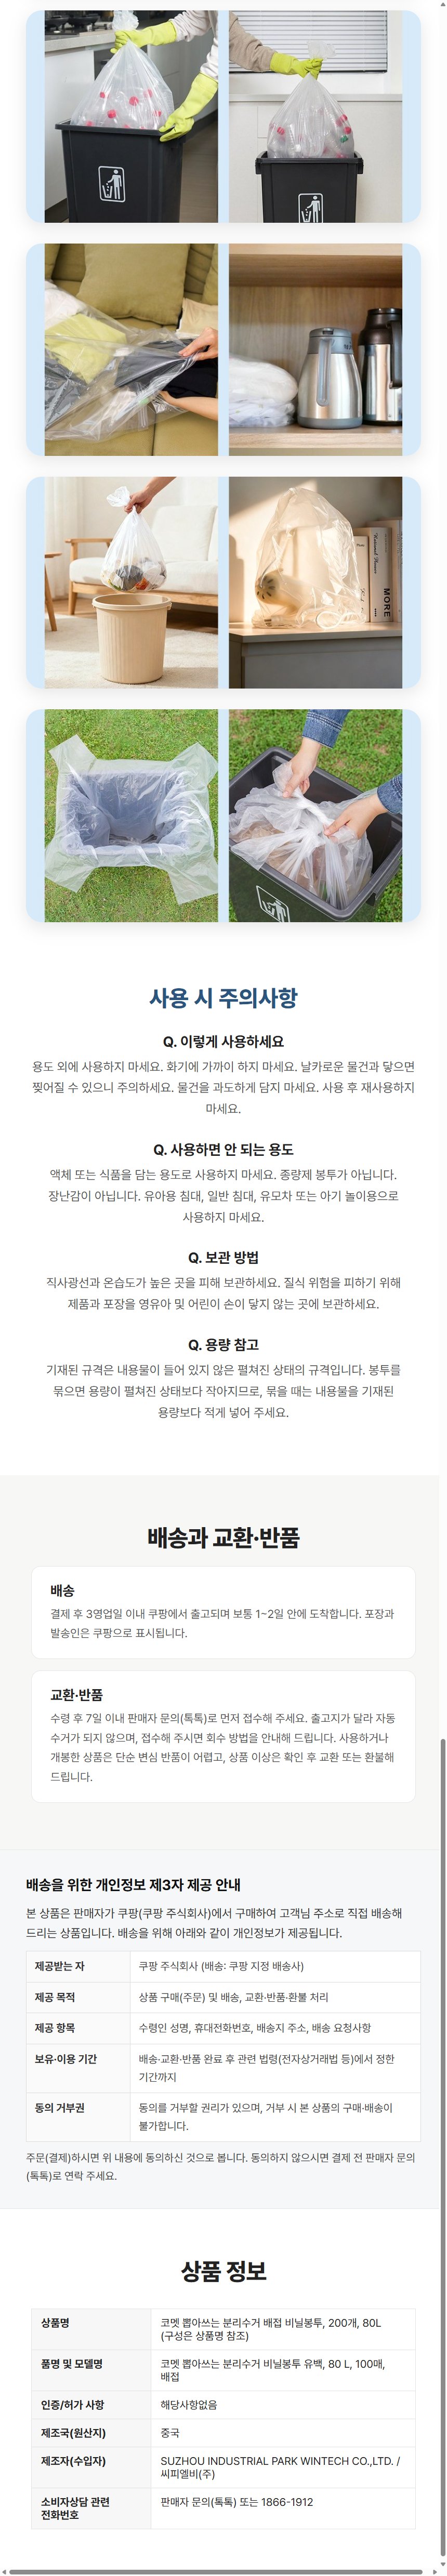 MORE
사용 시 주의사항
Q. 이렇게 사용하세요
용도 외에 사용하지 마세요. 화기에 가까이 하지 마세요. 날카로운 물건과 닿으면
찢어질 수 있으니 주의하세요. 물건을 과도하게 담지 마세요. 사용 후 재사용하지
마세요.
Q. 사용하면 안 되는 용도
액체 또는 식품을 담는 용도로 사용하지 마세요. 종량제 봉투가 아닙니다.
장난감이 아닙니다. 유아용 침대, 일반 침대, 유모차 또는 아기 놀이용으로
사용하지 마세요.
Q. 보관 방법
직사광선과 온습도가 높은 곳을 피해 보관하세요. 질식 위험을 피하기 위해
제품과 포장을 영유아 및 어린이 손이 닿지 않는 곳에 보관하세요.
Q. 용량 참고
기재된 규격은 내용물이 들어 있지 않은 펼쳐진 상태의 규격입니다. 봉투를
묶으면 용량이 펼쳐진 상태보다 작아지므로, 묶을 때는 내용물을 기재된
용량보다 적게 넣어 주세요.
배송과 교환·반품
배송
결제 후 3영업일 이내 쿠팡에서 출고되며 보통 1~2일 안에 도착합니다. 포장과
발송인은 쿠팡으로 표시됩니다.
교환·반품
수령 후 7일 이내 판매자 문의(톡톡)로 먼저 접수해 주세요. 출고지가 달라 자동
수거가 되지 않으며, 접수해 주시면 회수 방법을 안내해 드립니다. 사용하거나
개봉한 상품은 단순 변심 반품이 어렵고, 상품 이상은 확인 후 교환 또는 환불해
드립니다.
배송을 위한 개인정보 제3자 제공 안내
본 상품은 판매자가 쿠팡(쿠팡 주식회사)에서 구매하여 고객님 주소로 직접 배송해
드리는 상품입니다. 배송을 위해 아래와 같이 개인정보가 제공됩니다.
제공받는 자 쿠팡 주식회사 (배송: 쿠팡 지정 배송사)
제공 목적 상품 구매(주문) 및 배송, 교환·반품·환불 처리
제공 항목 수령인 성명, 휴대전화번호, 배송지 주소, 배송 요청사항
보유·이용 기간 배송·교환·반품 완료 후 관련 법령(전자상거래법 등)에서 정한
기간까지
동의 거부권 동의를 거부할 권리가 있으며, 거부 시 본 상품의 구매·배송이
불가합니다.
주문(결제)하시면 위 내용에 동의하신 것으로 봅니다. 동의하지 않으시면 결제 전 판매자 문의
(톡톡)로 연락 주세요.
상품 정보
상품명 코멧 뽑아쓰는 분리수거 배접 비닐봉투, 200개, 80L
(구성은 상품명 참조)
품명 및 모델명 코멧 뽑아쓰는 분리수거 비닐봉투 유백, 80 L, 100매,
배접
인증/허가 사항 해당사항없음
제조국(원산지) 중국
제조자(수입자) SUZHOU INDUSTRIAL PARK WINTECH CO.,LTD. /
씨피엘비(주)
소비자상담 관련 판매자 문의(톡톡) 또는 1866-1912
전화번호